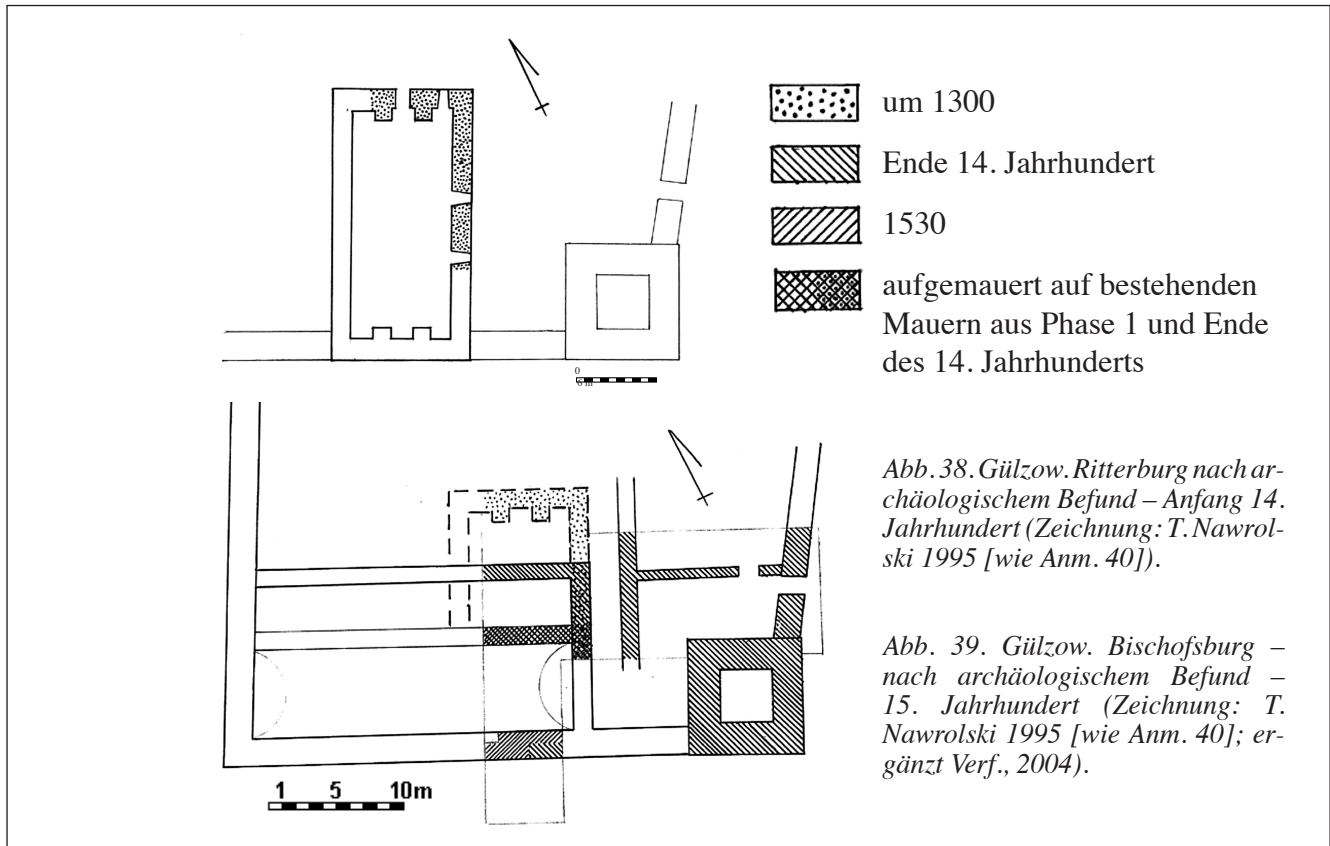 um 1300
Ende 14. Jahrhundert
1530
aufgemauert auf bestehenden
Mauern aus Phase 1 und Ende
des 14. Jahrhunderts
0
6 m
Abb. 38. Gülzow. Ritterburg nach ar-
chäologischem Befund – Anfang 14.
Jahrhundert (Zeichnung: T. Nawrol-
ski 1995 [wie Anm. 40]).
Abb. 39. Gülzow. Bischofsburg –
nach archäologischem Befund –
15. Jahrhundert (Zeichnung: T.
Nawrolski 1995 [wie Anm. 40]; er-
gänzt Verf., 2004).
1 5 10m